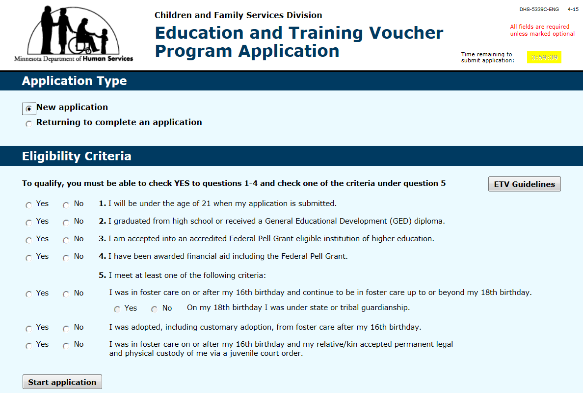 DHS-5339C-ENG 4-15
Children and Family Services Division
Education and Training Voucher
Program Application
All fields are required
unless marked optional
Minnesota Department of Human Services
Time remaining to
submit application:
1:59:39
Application Type
New application
Returning to complete an application
Eligibility Criteria
To qualify, you must be able to check YES to questions 1-4 and check one of the criteria under question 5
ETV Guidelines
Yes No 1. I will be under the age of 21 when my application is submitted.
Yes No 2. I graduated from high school or received a General Educational Development (GED) diploma.
Yes No 3. I am accepted into an accredited Federal Pell Grant eligible institution of higher education.
Yes No 4. I have been awarded financial aid including the Federal Pell Grant.
5. I meet at least one of the following criteria:
Yes No I was in foster care on or after my 16th birthday and continue to be in foster care up to or beyond my 18th birthday.
Yes No On my 18th birthday I was under state or tribal guardianship.
Yes No I was adopted, including customary adoption, from foster care after my 16th birthday.
Yes No I was in foster care on or after my 16th birthday and my relative/kin accepted permanent legal
and physical custody of me via a juvenile court order.
Start application